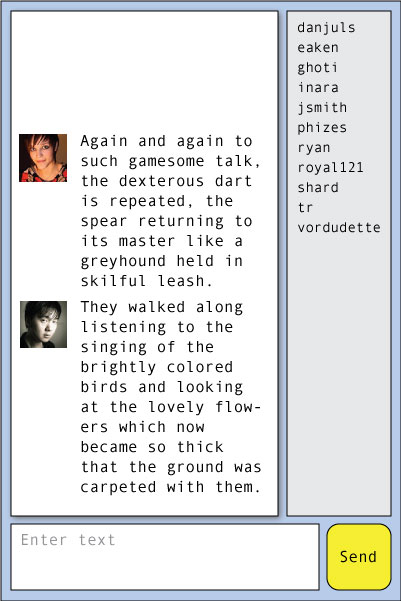 Again and again to
such gamesome talk,
the dexterous dart
is repeated, the
spear returning to
its master like a
greyhound held in
skilful leash.
They walked along
listening to the
singing of the
brightly colored
birds and looking
at the lovely flow-
ers which now
became so thick
that the ground was
carpeted with them.
danjuls
eaken
ghoti
inara
jsmith
phizes
ryan
royal121
shard
tr
vordudette
Enter text
Send